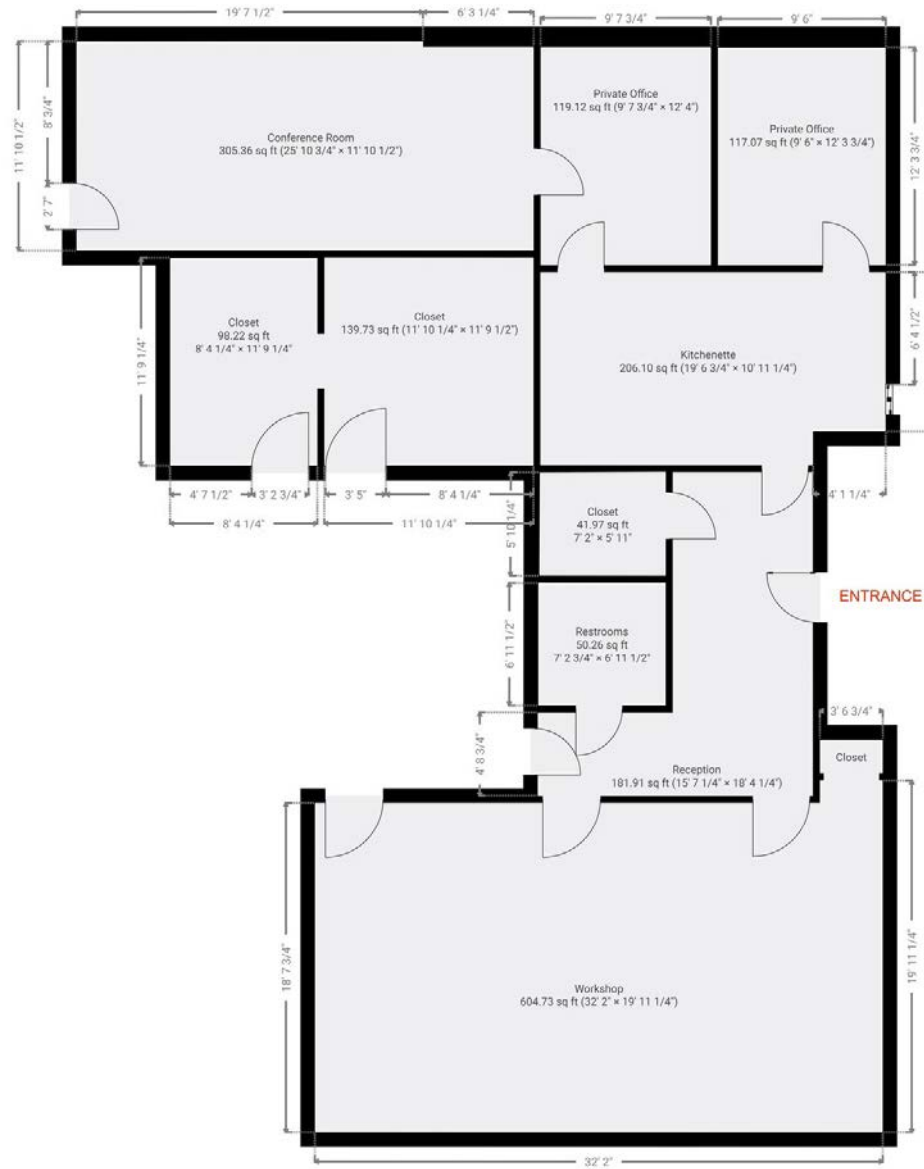 19' 7 1/2"
6' 3 1/4"
9' 7 3/4"
9' 6"
11' 10 1/2"
8' 3/4"
2' 7"
Conference Room
305.36 sq ft (25' 10 3/4" × 11' 10 1/2")
Private Office
119.12 sq ft (9' 7 3/4" × 12' 4")
Private Office
117.07 sq ft (9' 6" × 12' 3 3/4")
12' 3 3/4"
11' 9 1/4"
Closet
98.22 sq ft
8' 4 1/4" × 11' 9 1/4"
Closet
139.73 sq ft (11' 10 1/4" × 11' 9 1/2")
Kitchenette
206.10 sq ft (19' 6 3/4" × 10' 11 1/4")
6' 4 1/2"
4' 7 1/2"
3' 2 3/4"
3' 5"
8' 4 1/4"
4' 1 1/4"
8' 4 1/4"
11' 10 1/4"
5' 10 1/4"
Closet
41.97 sq ft
7' 2" × 5' 11"
ENTRANCE
6' 11 1/2"
Restrooms
50.26 sq ft
7' 2 3/4" × 6' 11 1/2"
3' 6 3/4"
4' 8 3/4"
Closet
Reception
181.91 sq ft (15' 7 1/4" × 18' 4 1/4")
18' 7 3/4"
19' 11 1/4"
Workshop
604.73 sq ft (32' 2" × 19' 11 1/4")
32' 2"